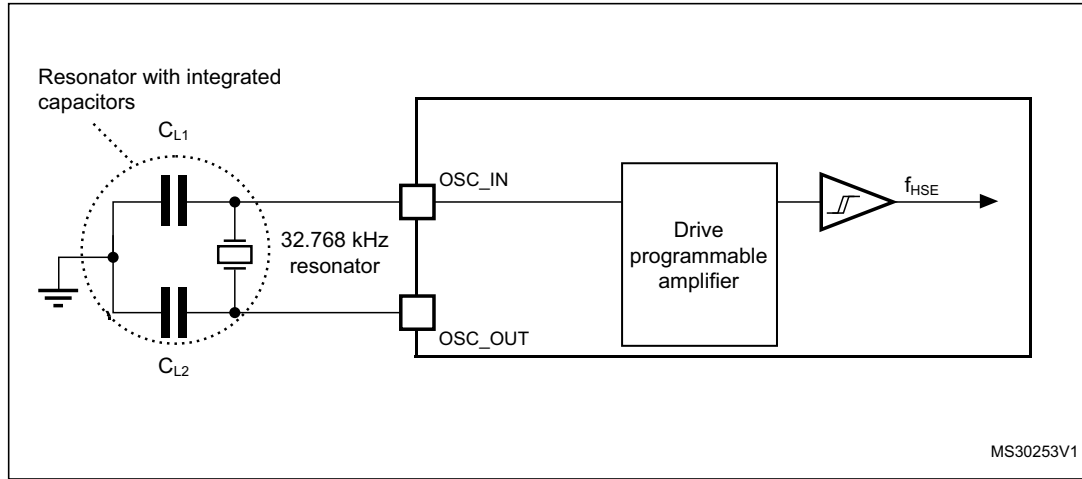 Resonator with integrated
capacitors
CL1
OSC_IN
fHSE
32.768 kHz
resonator
Drive
programmable
amplifier
OSC_OUT
CL2
MS30253V1